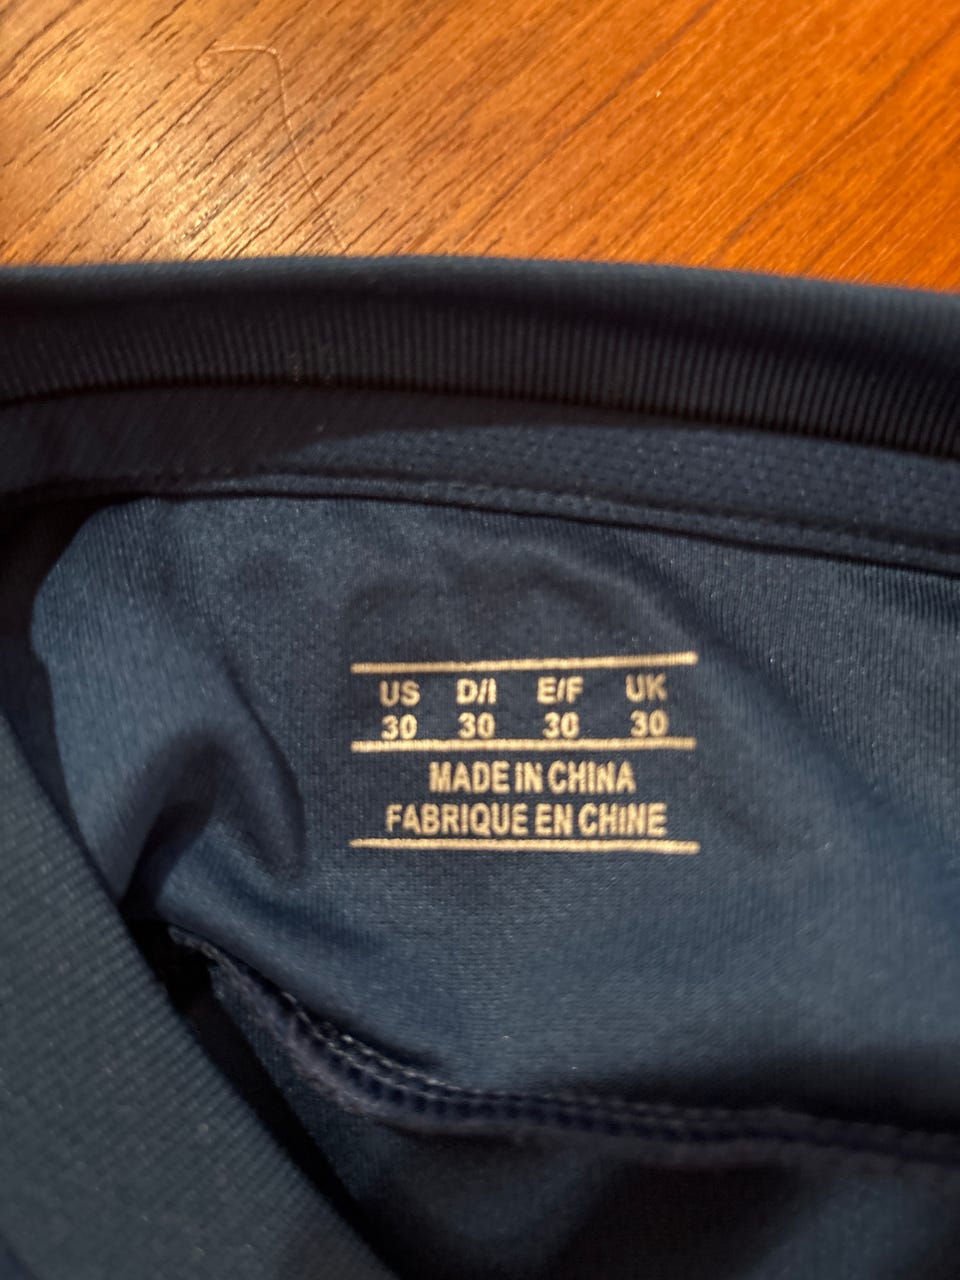 US D/I E/F UK
30 30 30 30
MADE IN CHINA
FABRIQUE EN CHINE